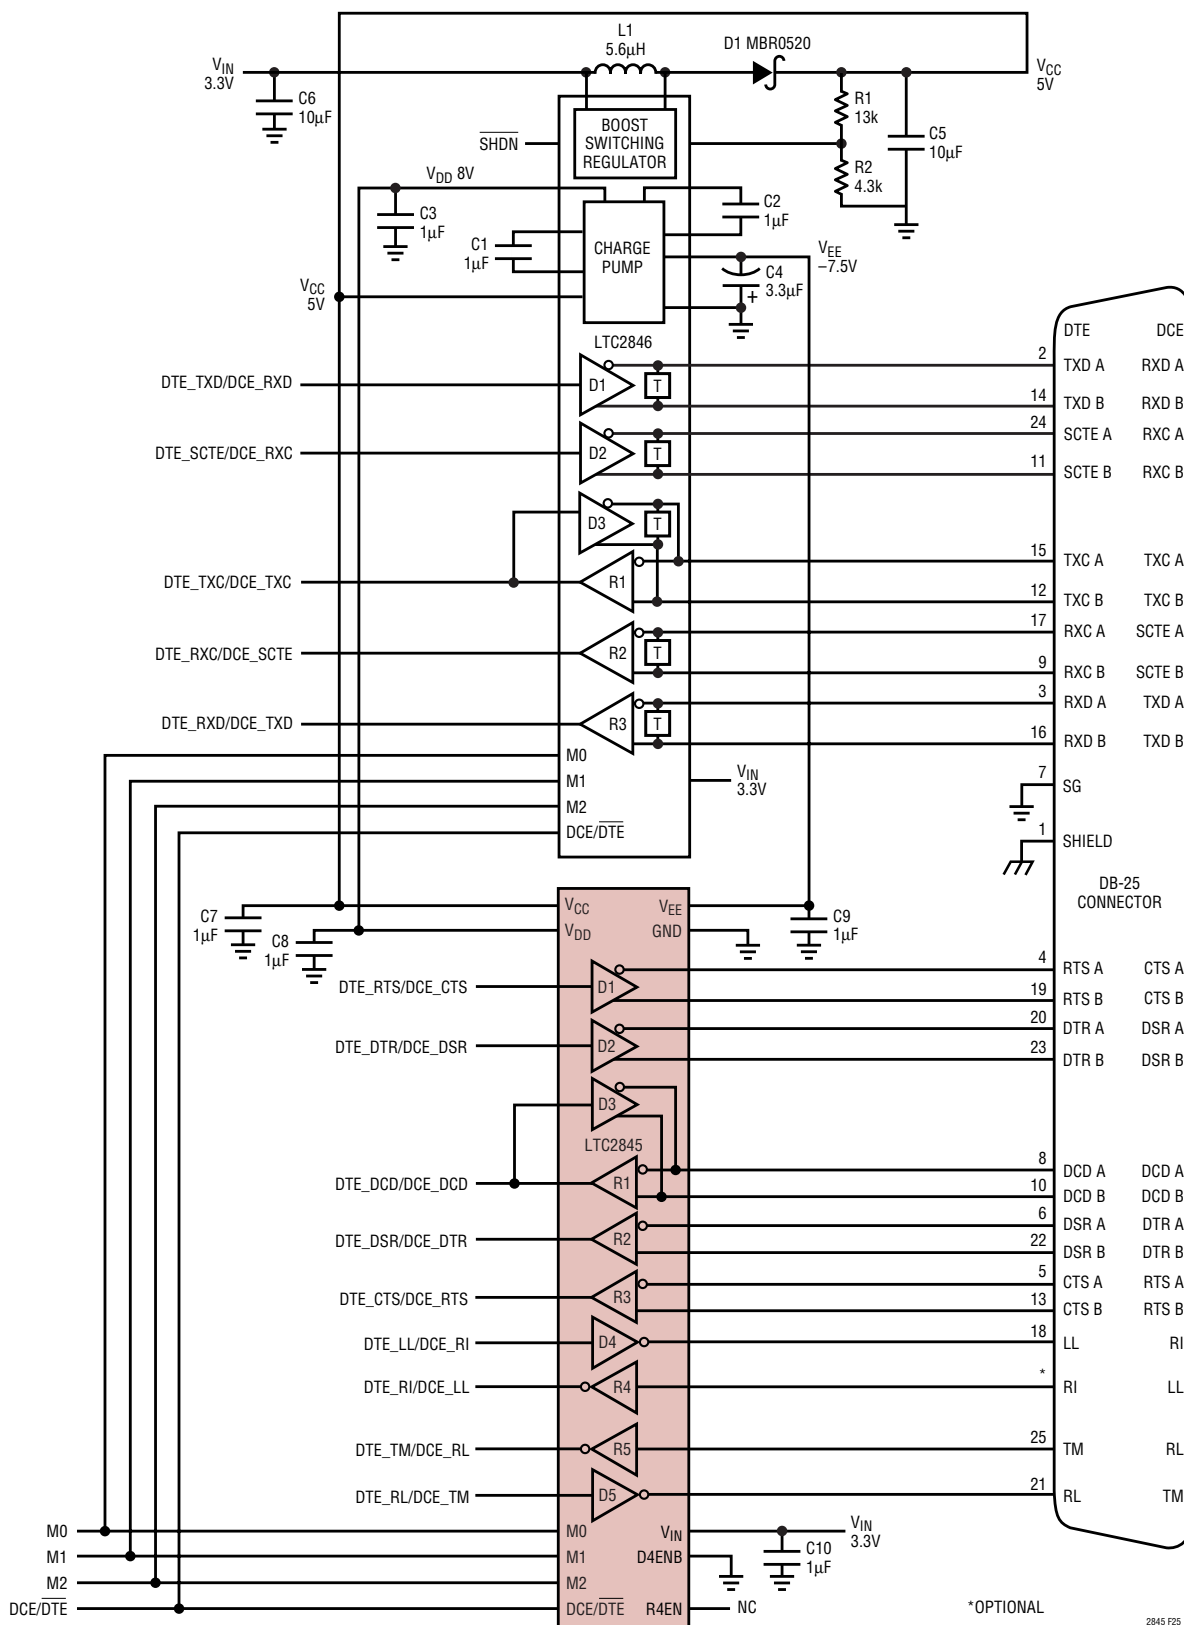 L1
5.6µH
D1 MBR0520
VIN
3.3V
C6
10µF
VCC
5V
R1
13k
C5
10µF
R2
4.3k
SHDN
BOOST
SWITCHING
REGULATOR
VDD 8V
C3
1µF
C2
1µF
C1
1µF
CHARGE
PUMP
VEE
–7.5V
C4
3.3µF
+
VCC
5V
LTC2846
DTE DCE
DTE_TXD/DCE_RXD D1 T
2 TXD A RXD A
14 TXD B RXD B
DTE_SCTE/DCE_RXC D2 T
24 SCTE A RXC A
11 SCTE B RXC B
D3 T
DTE_TXC/DCE_TXC R1
15 TXC A TXC A
12 TXC B TXC B
DTE_RXC/DCE_SCTE R2 T
17 RXC A SCTE A
9 RXC B SCTE B
DTE_RXD/DCE_TXD R3 T
3 RXD A TXD A
16 RXD B TXD B
M0
M1
M2
DCE/DTE
VIN
3.3V
7 SG
1 SHIELD
DB-25
CONNECTOR
C7
1µF
C8
1µF
VCC VEE
VDD GND
C9
1µF
DTE_RTS/DCE_CTS D1
4 RTS A CTS A
19 RTS B CTS B
DTE_DTR/DCE_DSR D2
20 DTR A DSR A
23 DTR B DSR B
D3
LTC2845
DTE_DCD/DCE_DCD R1
8 DCD A DCD A
10 DCD B DCD B
DTE_DSR/DCE_DTR R2
6 DSR A DTR A
22 DSR B DTR B
DTE_CTS/DCE_RTS R3
5 CTS A RTS A
13 CTS B RTS B
DTE_LL/DCE_RI D4 18 LL RI
DTE_RI/DCE_LL R4 * RI LL
DTE_TM/DCE_RL R5 25 TM RL
DTE_RL/DCE_TM D5 21 RL TM
M0 M0 VIN
VIN
3.3V
C10
1µF
M1 M1 D4ENB
M2 M2
DCE/DTE DCE/DTE R4EN NC
*OPTIONAL
2845 F25